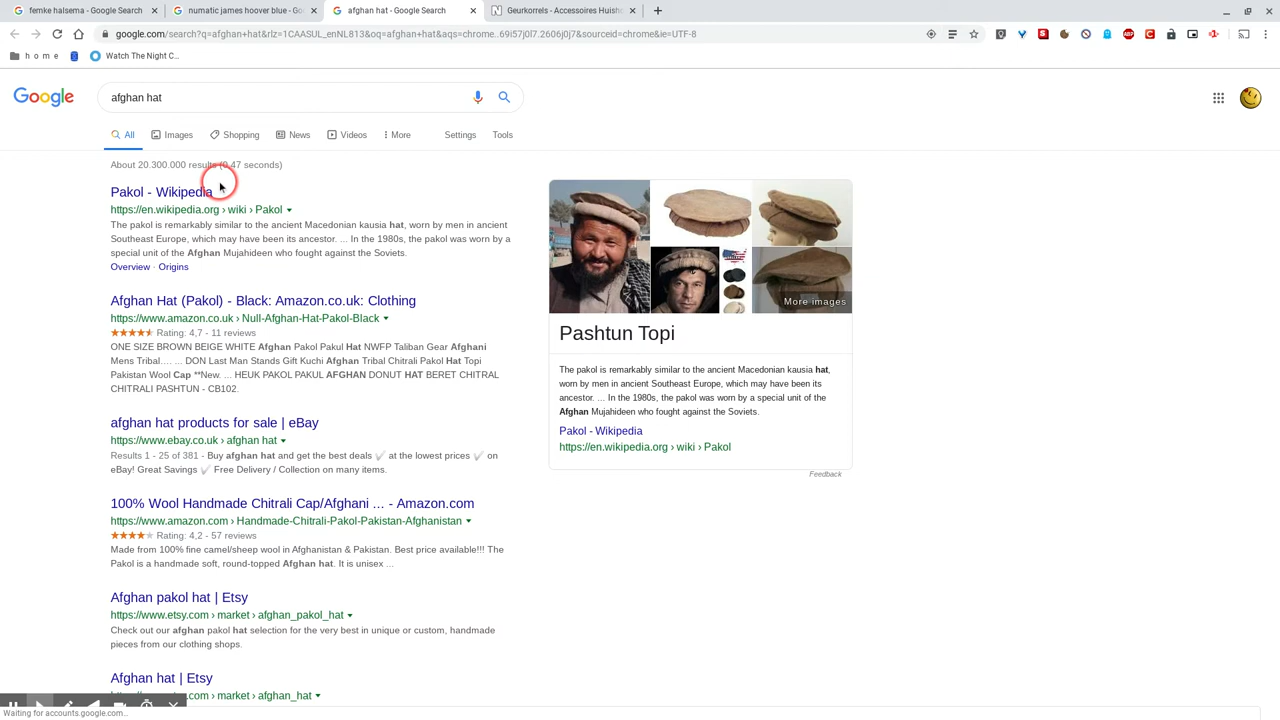 femke halsema - Google Search
numatic james hoover blue - Goo
afghan hat - Google Search
Geurkorrels - Accessoires Huish
google.com/search?q=afghan+hat&rlz=1CAASUL_enNL813&oq=afghan+hat&aqs=chrome..69i57j0l7.2606j0j7&sourceid=chrome&ie=UTF-8
h o m e
Watch The Night C...
Google
afghan hat
All
Images
Shopping
News
Videos
More
Settings
Tools
About 20.300.000 results (0,47 seconds)
Pakol - Wikipedia
https://en.wikipedia.org › wiki › Pakol
The pakol is remarkably similar to the ancient Macedonian kausia hat, worn by men in ancient
Southeast Europe, which may have been its ancestor. ... In the 1980s, the pakol was worn by a
special unit of the Afghan Mujahideen who fought against the Soviets.
Overview · Origins
Afghan Hat (Pakol) - Black: Amazon.co.uk: Clothing
https://www.amazon.co.uk › Null-Afghan-Hat-Pakol-Black
Rating: 4,7 - 11 reviews
ONE SIZE BROWN BEIGE WHITE Afghan Pakol Pakul Hat NWFP Taliban Gear Afghani
Mens Tribal.... ... DON Last Man Stands Gift Kuchi Afghan Tribal Chitrali Pakol Hat Topi
Pakistan Wool Cap **New. ... HEUK PAKOL PAKUL AFGHAN DONUT HAT BERET CHITRAL
CHITRALI PASHTUN - CB102.
afghan hat products for sale | eBay
https://www.ebay.co.uk › afghan hat
Results 1 - 25 of 381 - Buy afghan hat and get the best deals ✅ at the lowest prices ✅ on
eBay! Great Savings ✅ Free Delivery / Collection on many items.
100% Wool Handmade Chitrali Cap/Afghani ... - Amazon.com
https://www.amazon.com › Handmade-Chitrali-Pakol-Pakistan-Afghanistan
Rating: 4,2 - 57 reviews
Made from 100% fine camel/sheep wool in Afghanistan & Pakistan. Best price available!!! The
Pakol is a handmade soft, round-topped Afghan hat. It is unisex ...
Afghan pakol hat | Etsy
https://www.etsy.com › market › afghan_pakol_hat
Check out our afghan pakol hat selection for the very best in unique or custom, handmade
pieces from our clothing shops.
Afghan hat | Etsy
.com › market › afghan_hat
More images
Pashtun Topi
The pakol is remarkably similar to the ancient Macedonian kausia hat,
worn by men in ancient Southeast Europe, which may have been its
ancestor. ... In the 1980s, the pakol was worn by a special unit of the
Afghan Mujahideen who fought against the Soviets.
Pakol - Wikipedia
https://en.wikipedia.org › wiki › Pakol
Feedback
Waiting for accounts.google.com...